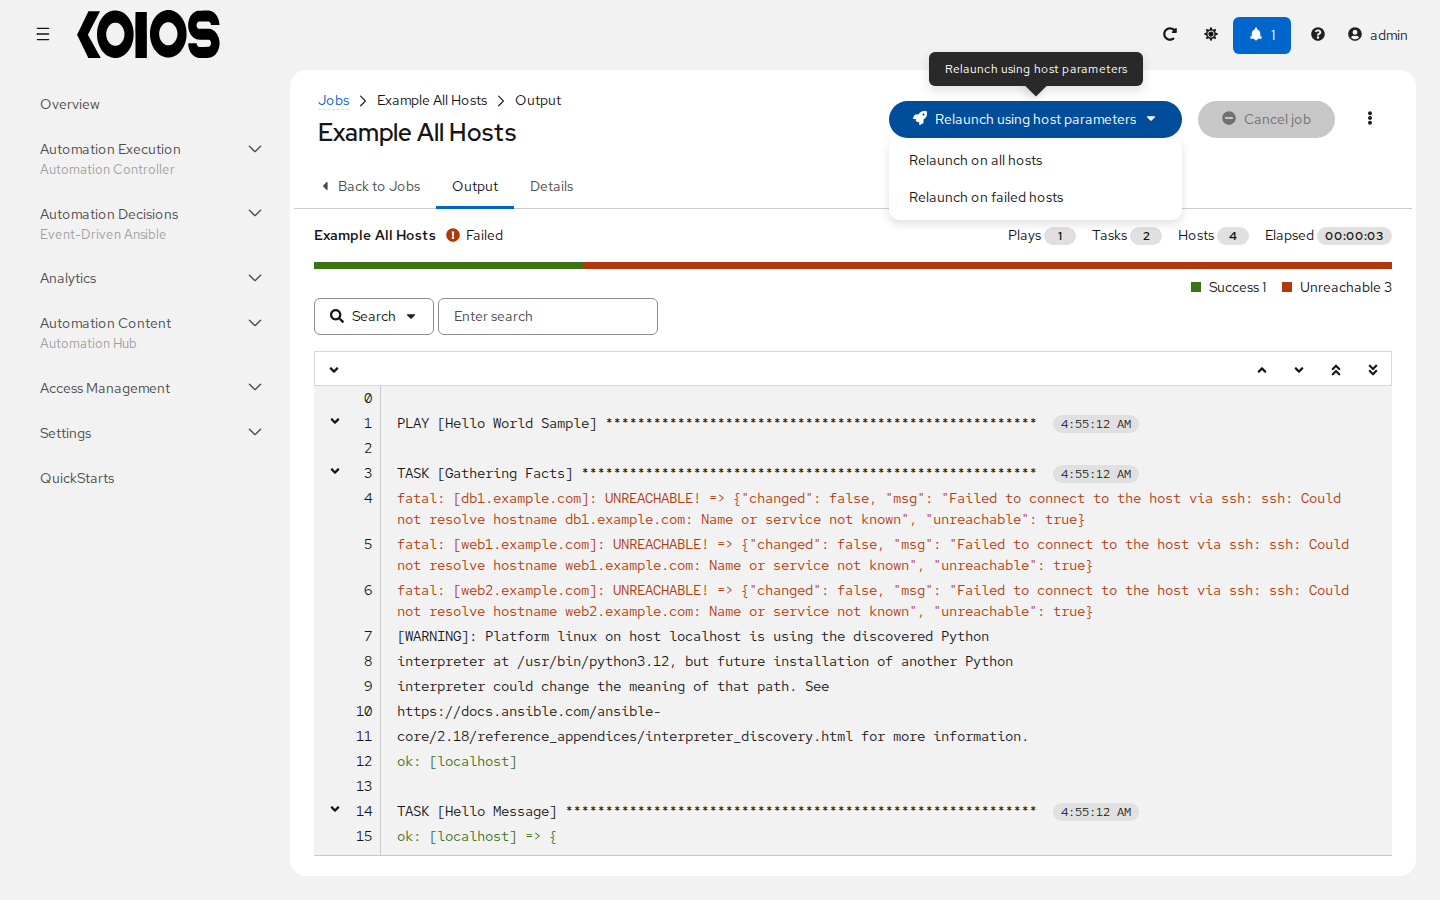 KOIOS
1
admin
Relaunch using host parameters
Overview
Automation Execution
Automation Controller
Automation Decisions
Event-Driven Ansible
Analytics
Automation Content
Automation Hub
Access Management
Settings
QuickStarts
Jobs Example All Hosts Output
Example All Hosts
Relaunch using host parameters
Cancel job
Relaunch on all hosts
Relaunch on failed hosts
Back to Jobs Output Details
Example All Hosts Failed
Plays 1 Tasks 2 Hosts 4 Elapsed 00:00:03
Success 1 Unreachable 3
Search Enter search
0
1 PLAY [Hello World Sample] ****************************************************** 4:55:12 AM
2
3 TASK [Gathering Facts] ********************************************************* 4:55:12 AM
4 fatal: [db1.example.com]: UNREACHABLE! => {"changed": false, "msg": "Failed to connect to the host via ssh: ssh: Could
not resolve hostname db1.example.com: Name or service not known", "unreachable": true}
5 fatal: [web1.example.com]: UNREACHABLE! => {"changed": false, "msg": "Failed to connect to the host via ssh: ssh: Could
not resolve hostname web1.example.com: Name or service not known", "unreachable": true}
6 fatal: [web2.example.com]: UNREACHABLE! => {"changed": false, "msg": "Failed to connect to the host via ssh: ssh: Could
not resolve hostname web2.example.com: Name or service not known", "unreachable": true}
7 [WARNING]: Platform linux on host localhost is using the discovered Python
8 interpreter at /usr/bin/python3.12, but future installation of another Python
9 interpreter could change the meaning of that path. See
10 https://docs.ansible.com/ansible-
11 core/2.18/reference_appendices/interpreter_discovery.html for more information.
12 ok: [localhost]
13
14 TASK [Hello Message] *********************************************************** 4:55:12 AM
15 ok: [localhost] => {